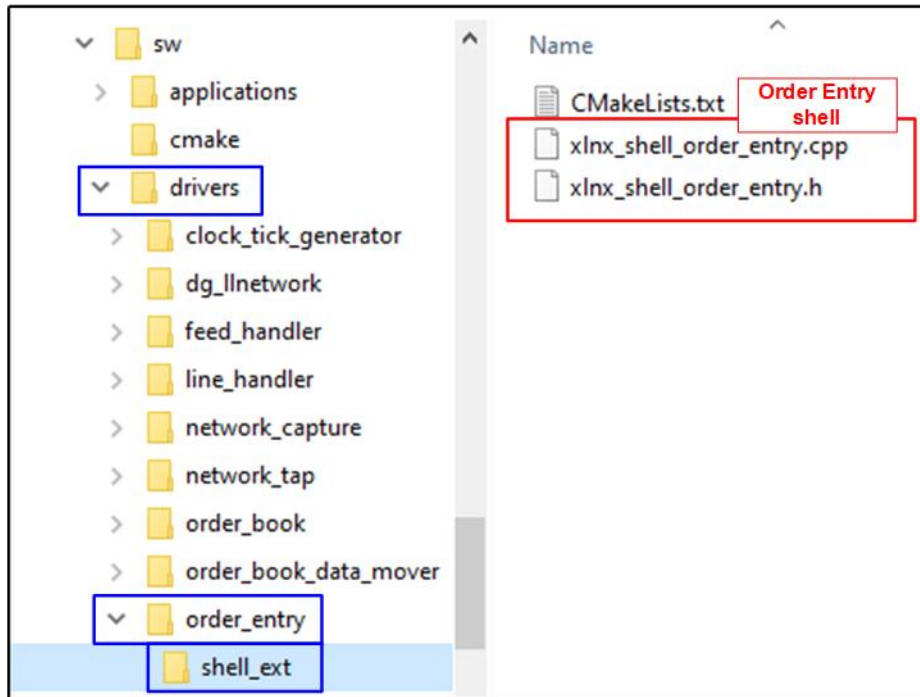 sw
applications
cmake
drivers
clock_tick_generator
dg_llnetwork
feed_handler
line_handler
network_capture
network_tap
order_book
order_book_data_mover
order_entry
shell_ext
Name
CMakeLists.txt
Order Entry
shell
xlnx_shell_order_entry.cpp
xlnx_shell_order_entry.h